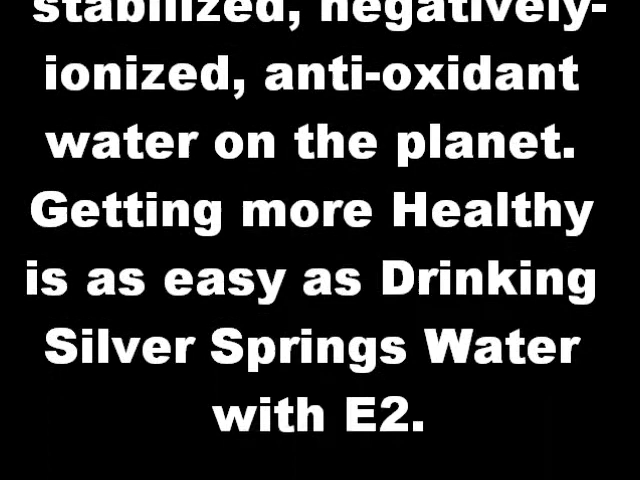 stabilized, negatively-
ionized, anti-oxidant
water on the planet.
Getting more Healthy
is as easy as Drinking
Silver Springs Water
with E2.